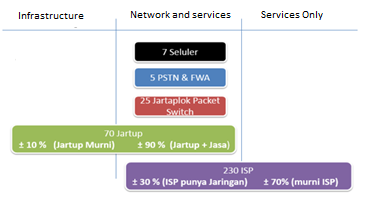 Infrastructure
Network and services
Services Only
7 Seluler
5 PSTN & FWA
25 Jartaplok Packet
Switch
70 Jartup
± 10 % (Jartup Murni) ± 90% (Jartup + Jasa)
230 ISP
± 30 % (ISP punya Jaringan) ± 70% (murni ISP)